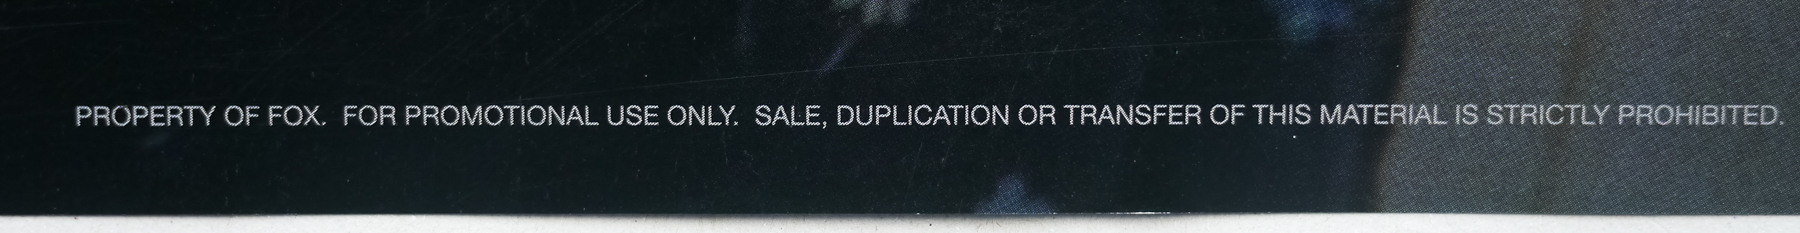 PROPERTY OF FOX. FOR PROMOTIONAL USE ONLY. SALE, DUPLICATION OR TRANSFER OF THIS MATERIAL IS STRICTLY PROHIBITED.